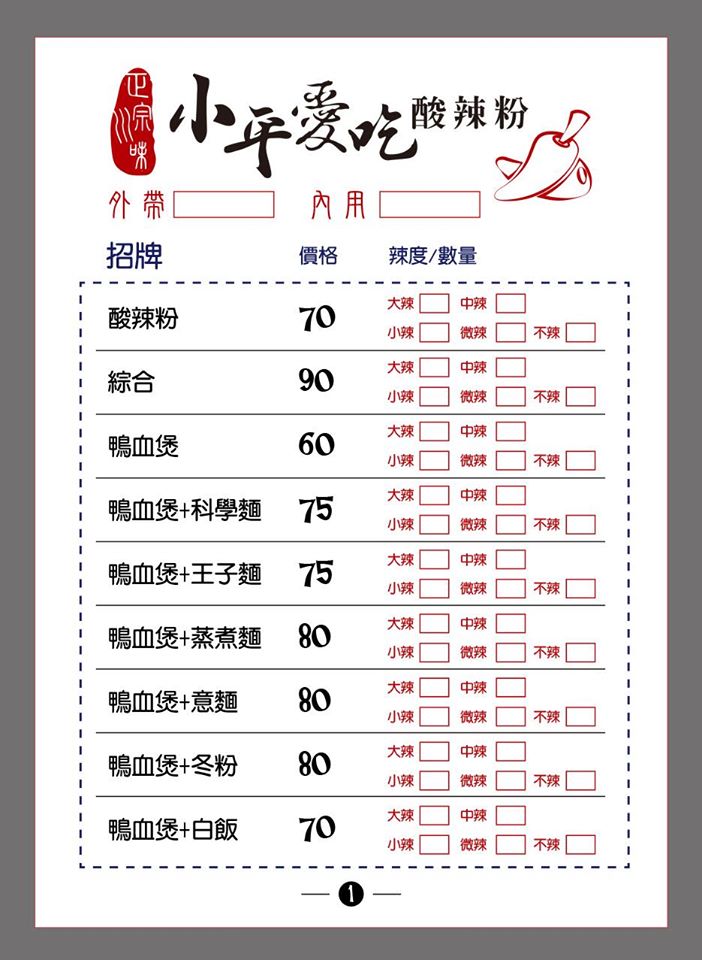 正宗川味
小平愛吃酸辣粉
外帶 內用
招牌 價格 辣度/數量
酸辣粉 70 大辣 中辣
小辣 微辣 不辣
綜合 90 大辣 中辣
小辣 微辣 不辣
鴨血煲 60 大辣 中辣
小辣 微辣 不辣
鴨血煲+科學麵 75 大辣 中辣
小辣 微辣 不辣
鴨血煲+王子麵 75 大辣 中辣
小辣 微辣 不辣
鴨血煲+蒸煮麵 80 大辣 中辣
小辣 微辣 不辣
鴨血煲+意麵 80 大辣 中辣
小辣 微辣 不辣
鴨血煲+冬粉 80 大辣 中辣
小辣 微辣 不辣
鴨血煲+白飯 70 大辣 中辣
小辣 微辣 不辣
1